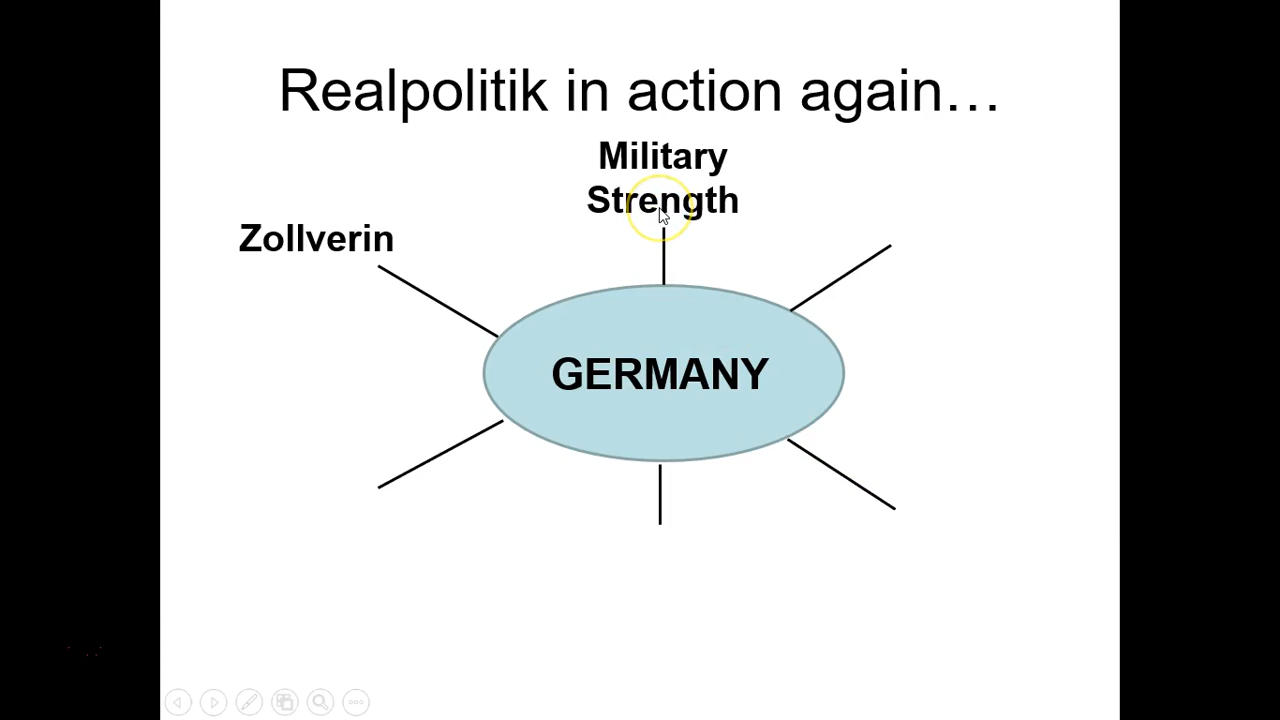 Realpolitik in action again…
Military
Strength
Zollverin
GERMANY